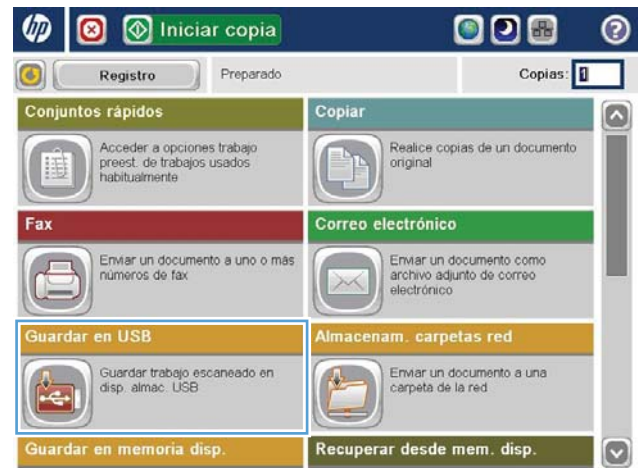 hp
Iniciar copia
?
Registro
Preparado
Copias: 1
Conjuntos rápidos
Acceder a opciones trabajo
preest. de trabajos usados
habitualmente
Copiar
Realice copias de un documento
original
Fax
Enviar un documento a uno o más
números de fax
Correo electrónico
Enviar un documento como
archivo adjunto de correo
electrónico
Guardar en USB
Guardar trabajo escaneado en
disp. almac. USB
Almacenam. carpetas red
Enviar un documento a una
carpeta de la red
Guardar en memoria disp.
Recuperar desde mem. disp.